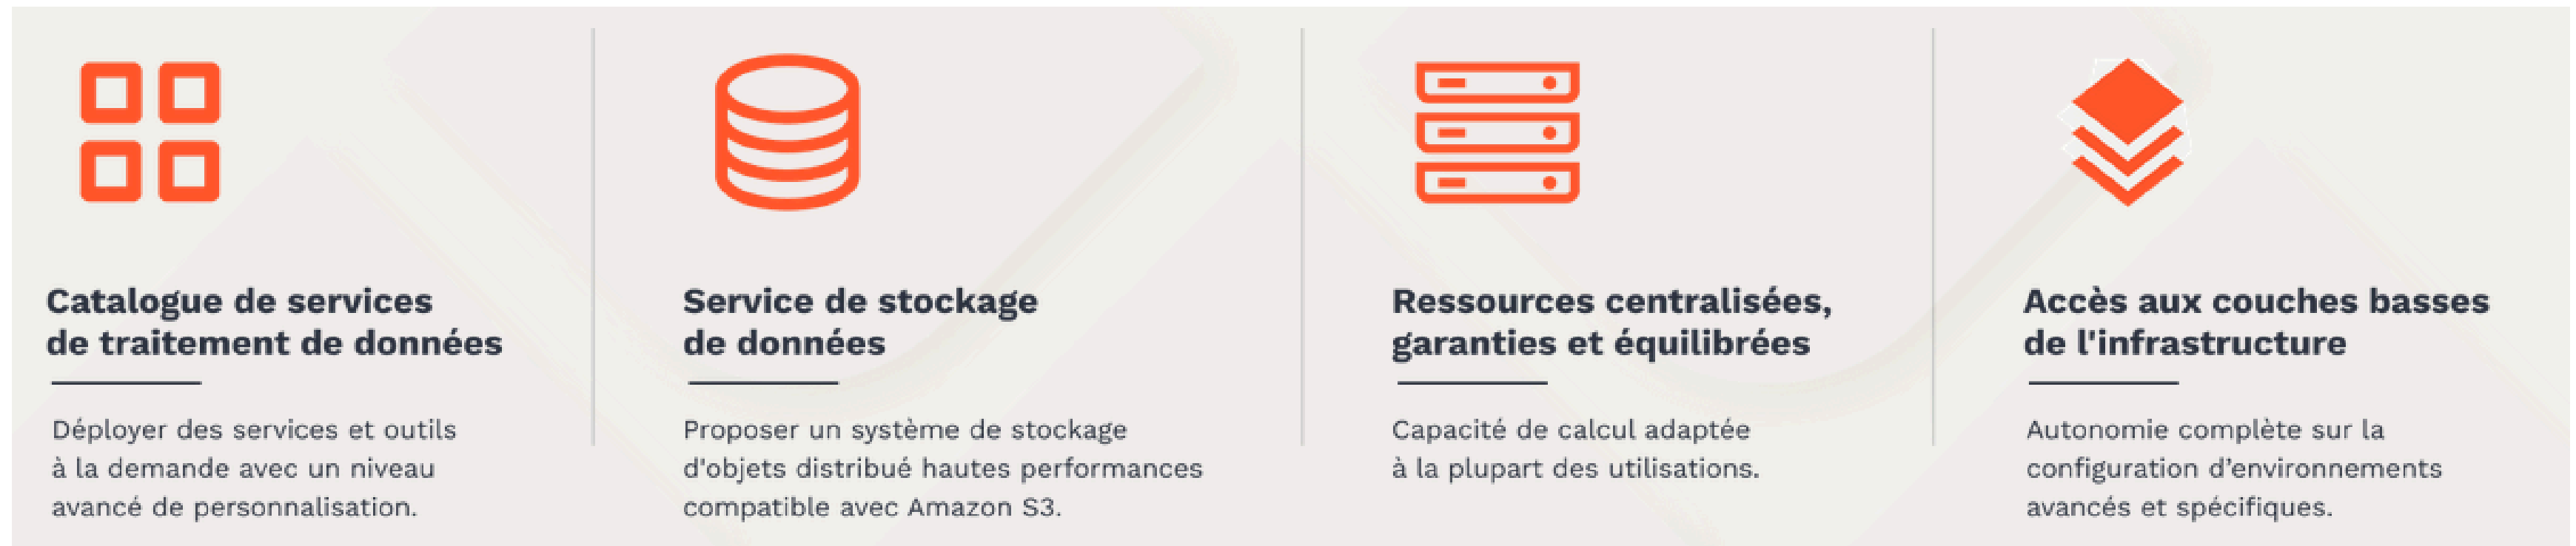 Catalogue de services
de traitement de données
Déployer des services et outils
à la demande avec un niveau
avancé de personnalisation.
Service de stockage
de données
Proposer un système de stockage
d'objets distribué hautes performances
compatible avec Amazon S3.
Ressources centralisées,
garanties et équilibrées
Capacité de calcul adaptée
à la plupart des utilisations.
Accès aux couches basses
de l'infrastructure
Autonomie complète sur la
configuration d’environnements
avancés et spécifiques.